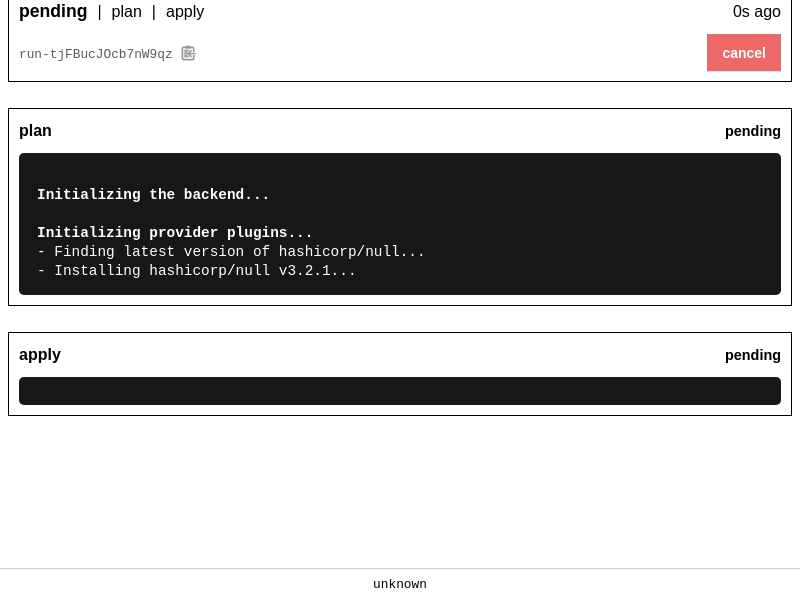 pending | plan | apply 0s ago
run-tjFBucJOcb7nW9qz cancel
plan pending
Initializing the backend...
Initializing provider plugins...
- Finding latest version of hashicorp/null...
- Installing hashicorp/null v3.2.1...
apply pending
unknown